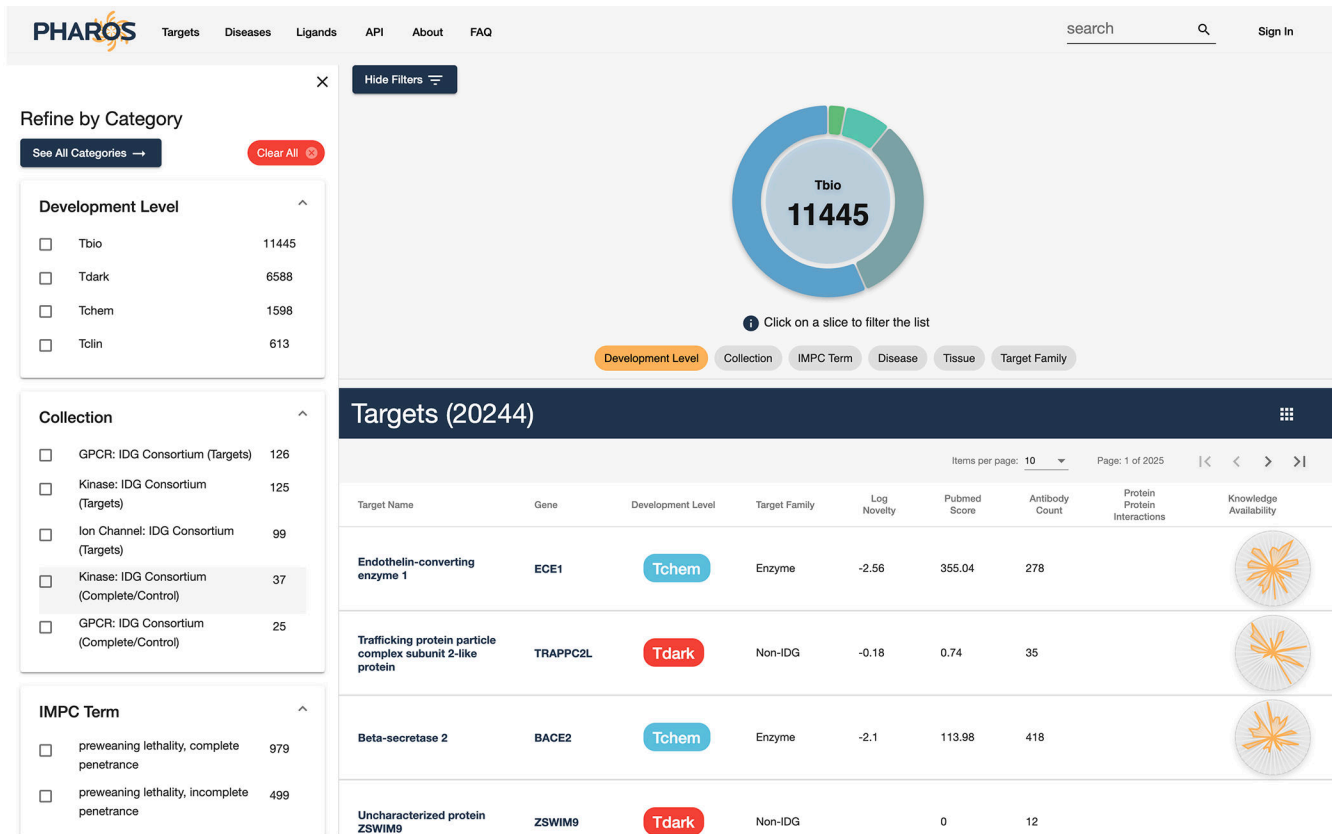 PHAROS
Targets
Diseases
Ligands
API
About
FAQ
search
Sign In
Refine by Category
See All Categories →
Clear All
Development Level
Tbio 11445
Tdark 6588
Tchem 1598
Tclin 613
Collection
GPCR: IDG Consortium (Targets) 126
Kinase: IDG Consortium
(Targets)
125
Ion Channel: IDG Consortium
(Targets)
99
Kinase: IDG Consortium
(Complete/Control)
37
GPCR: IDG Consortium
(Complete/Control)
25
IMPC Term
preweaning lethality, complete
penetrance
979
preweaning lethality, incomplete
penetrance
499
Hide Filters
Tbio
11445
Click on a slice to filter the list
Development Level
Collection
IMPC Term
Disease
Tissue
Target Family
Targets (20244)
Items per page: 10
Page: 1 of 2025
Target Name
Gene
Development Level
Target Family
Log
Novelty
Pubmed
Score
Antibody
Count
Protein
Protein
Interactions
Knowledge
Availability
Endothelin-converting
enzyme 1
ECE1
Tchem
Enzyme
-2.56
355.04
278
Trafficking protein particle
complex subunit 2-like
protein
TRAPPC2L
Tdark
Non-IDG
-0.18
0.74
35
Beta-secretase 2
BACE2
Tchem
Enzyme
-2.1
113.98
418
Uncharacterized protein
ZSWIM9
ZSWIM9
Tdark
Non-IDG
0
12